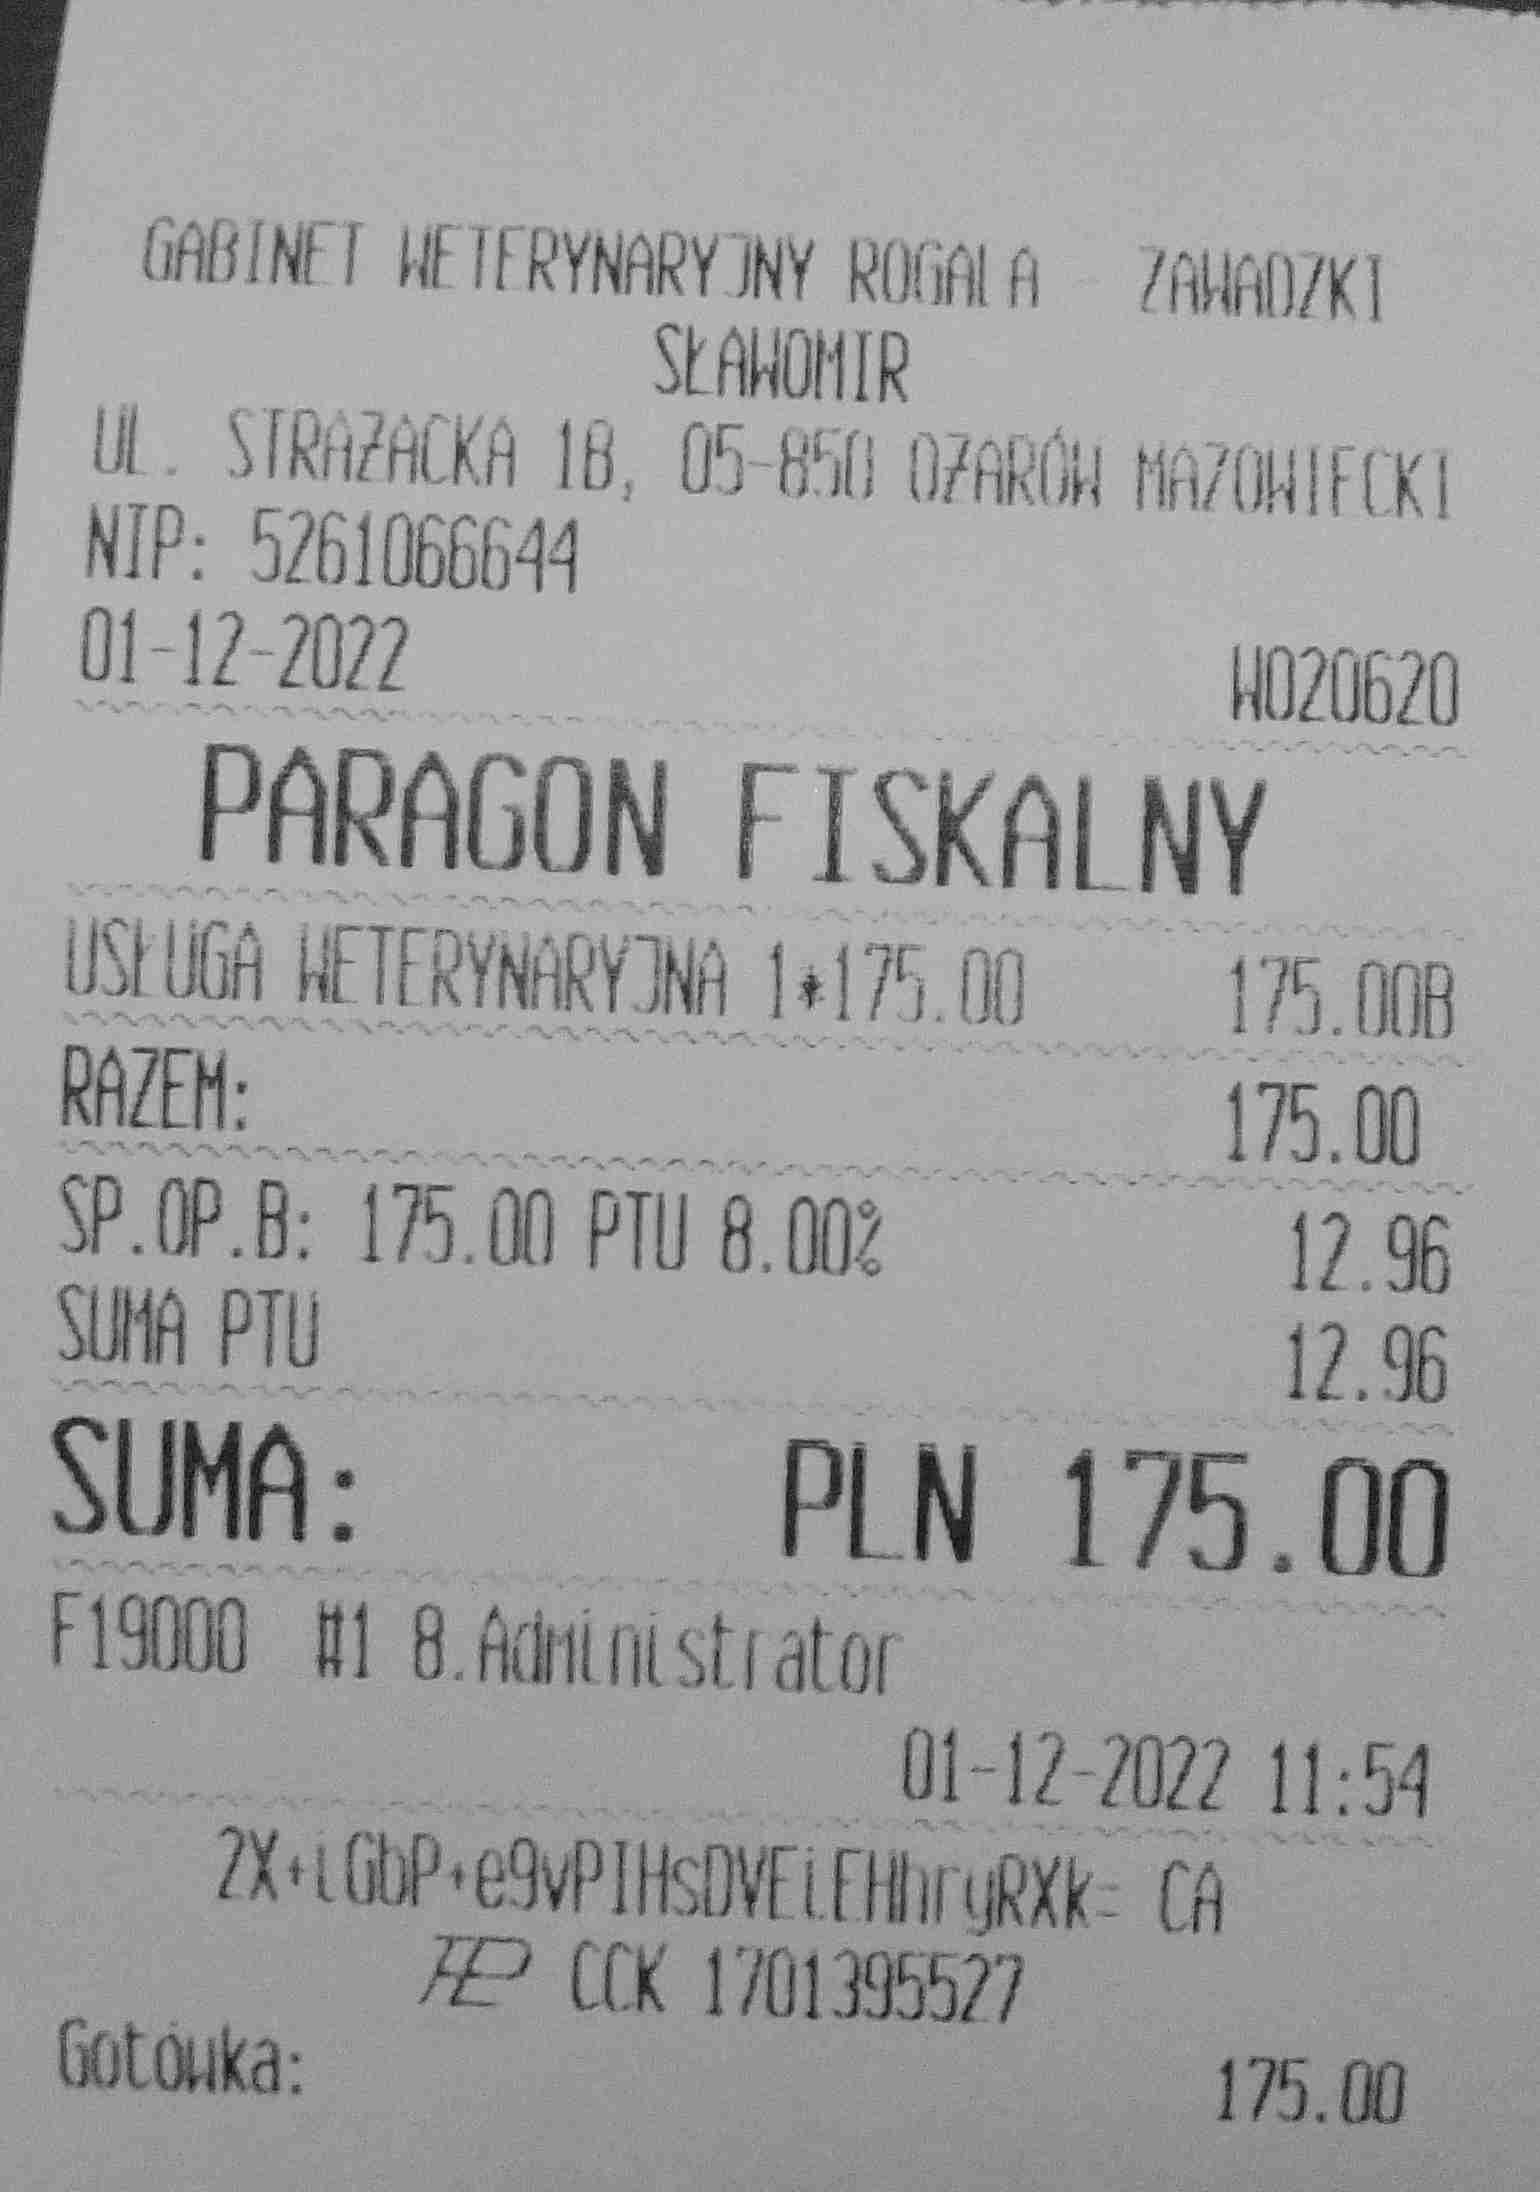 GABINET WETERYNARYJNY ROGALA - ZAWADZKI
SŁAWOMIR
UL. STRAŻACKA 1B, 05-850 OŻARÓW MAZOWIECKI
NIP: 5261066644
01-12-2022 W020620
PARAGON FISKALNY
USŁUGA WETERYNARYJNA 1*175.00 175.00B
RAZEM: 175.00
SP.OP.B: 175.00 PTU 8.00% 12.96
SUMA PTU 12.96
SUMA: PLN 175.00
F19000 #1 8.Administrator
01-12-2022 11:54
2X+iGbP+e9vPIHsDVEiEHhryRXk= CA
CCK 1701395527
Gotówka: 175.00